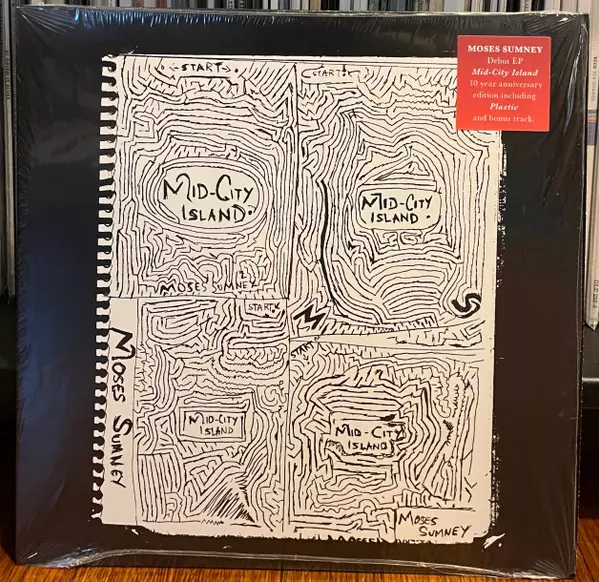 MOSES SUMNEY
Debut EP
Mid-City Island
10 year anniversary
edition including
Plastic
and bonus track.
START
START
MID-CITY
ISLAND
MID-CITY
ISLAND
MOSES SUMNEY
M
S
MOSES SUMNEY
START
START
MID-CITY
ISLAND
MID-CITY
ISLAND
MOSES
SUMNEY